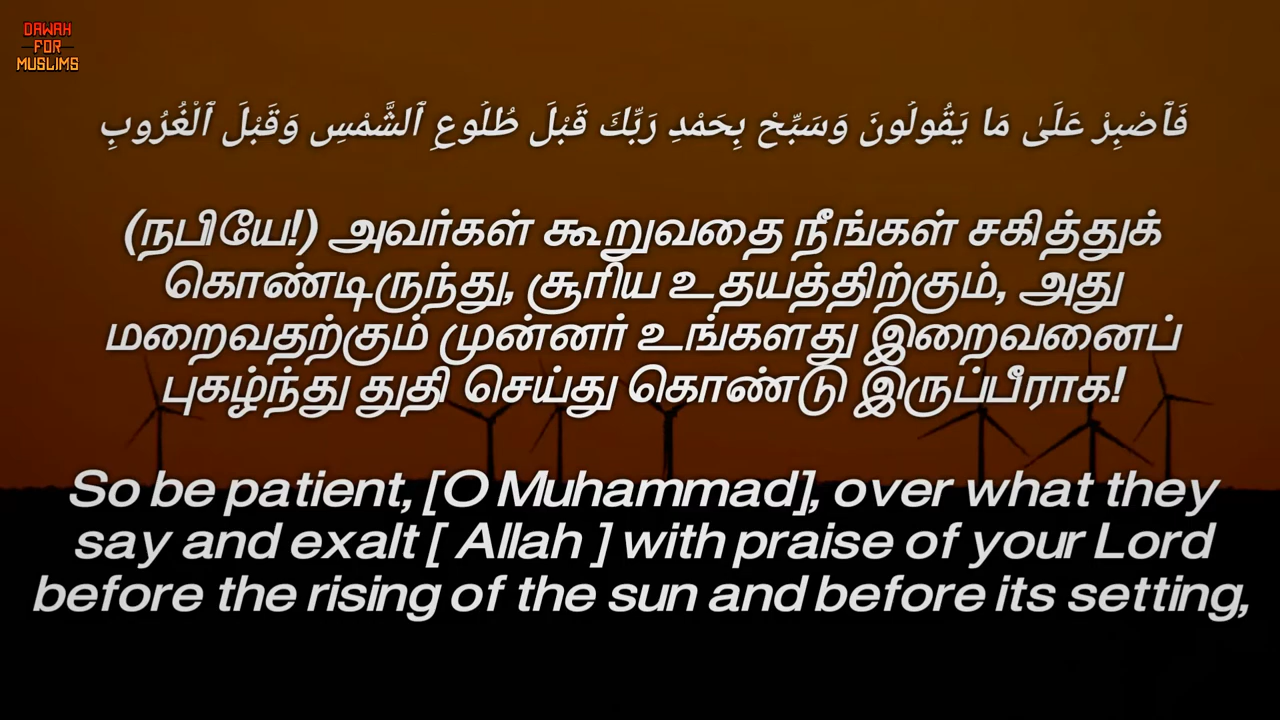 DAWAH
FOR
MUSLIMS
فَٱصْبِرْ عَلَىٰ مَا يَقُولُونَ وَسَبِّحْ بِحَمْدِ رَبِّكَ قَبْلَ طُلُوعِ ٱلشَّمْسِ وَقَبْلَ ٱلْغُرُوبِ
(நபியே!) அவர்கள் கூறுவதை நீங்கள் சகித்துக்
கொண்டிருந்து, சூரிய உதயத்திற்கும், அது
மறைவதற்கும் முன்னர் உங்களது இறைவனைப்
புகழ்ந்து துதி செய்து கொண்டு இருப்பீராக!
So be patient, [O Muhammad], over what they
say and exalt [ Allah ] with praise of your Lord
before the rising of the sun and before its setting,